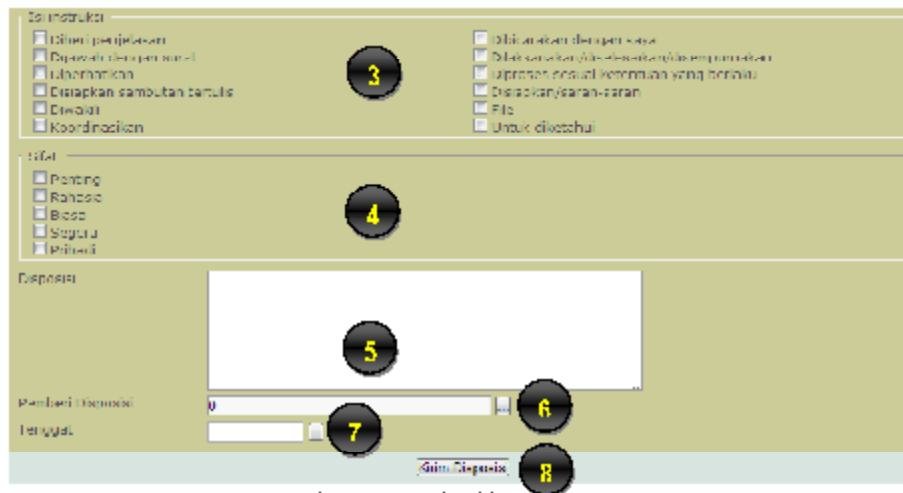 Isi instruksi
Diberi penjelasan
Dibicarakan dengan saya
Dijawab dengan surat
Dilaksanakan/diselesaikan/disempurnakan
Diperhatikan
Diproses sesuai ketentuan yang berlaku
Disiapkan sambutan tertulis
Disiapkan/saran-saran
Diwakili
File
Koordinasikan
Untuk diketahui
3
Sifat
Penting
Rahasia
Biasa
Segera
Pribadi
4
Disposisi
5
Pemberi Disposisi
0
...
6
Tenggat
7
Kirim Disposisi
8